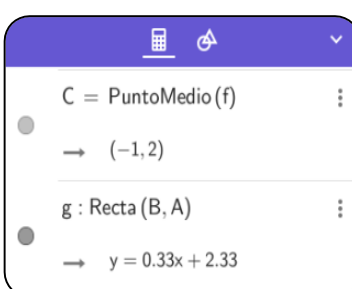 C = PuntoMedio(f)
→ (−1, 2)
g : Recta(B, A)
→ y = 0.33x + 2.33